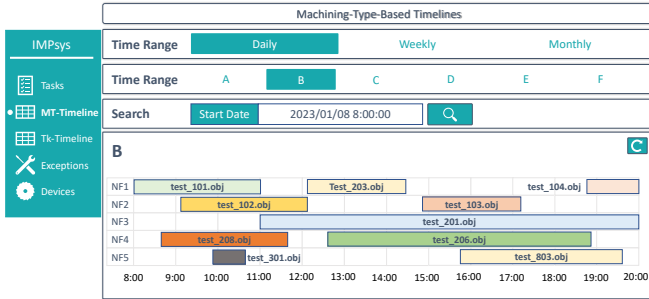 Machining-Type-Based Timelines
IMPsys
Tasks
MT-Timeline
Tk-Timeline
Exceptions
Devices
Time Range Daily Weekly Monthly
Time Range A B C D E F
Search Start Date 2023/01/08 8:00:00
B
NF1 test_101.obj Test_203.obj test_104.obj
NF2 test_102.obj test_103.obj
NF3 test_201.obj
NF4 test_208.obj test_206.obj
NF5 test_301.obj test_803.obj
8:00 9:00 10:00 11:00 12:00 13:00 14:00 15:00 16:00 17:00 18:00 19:00 20:00